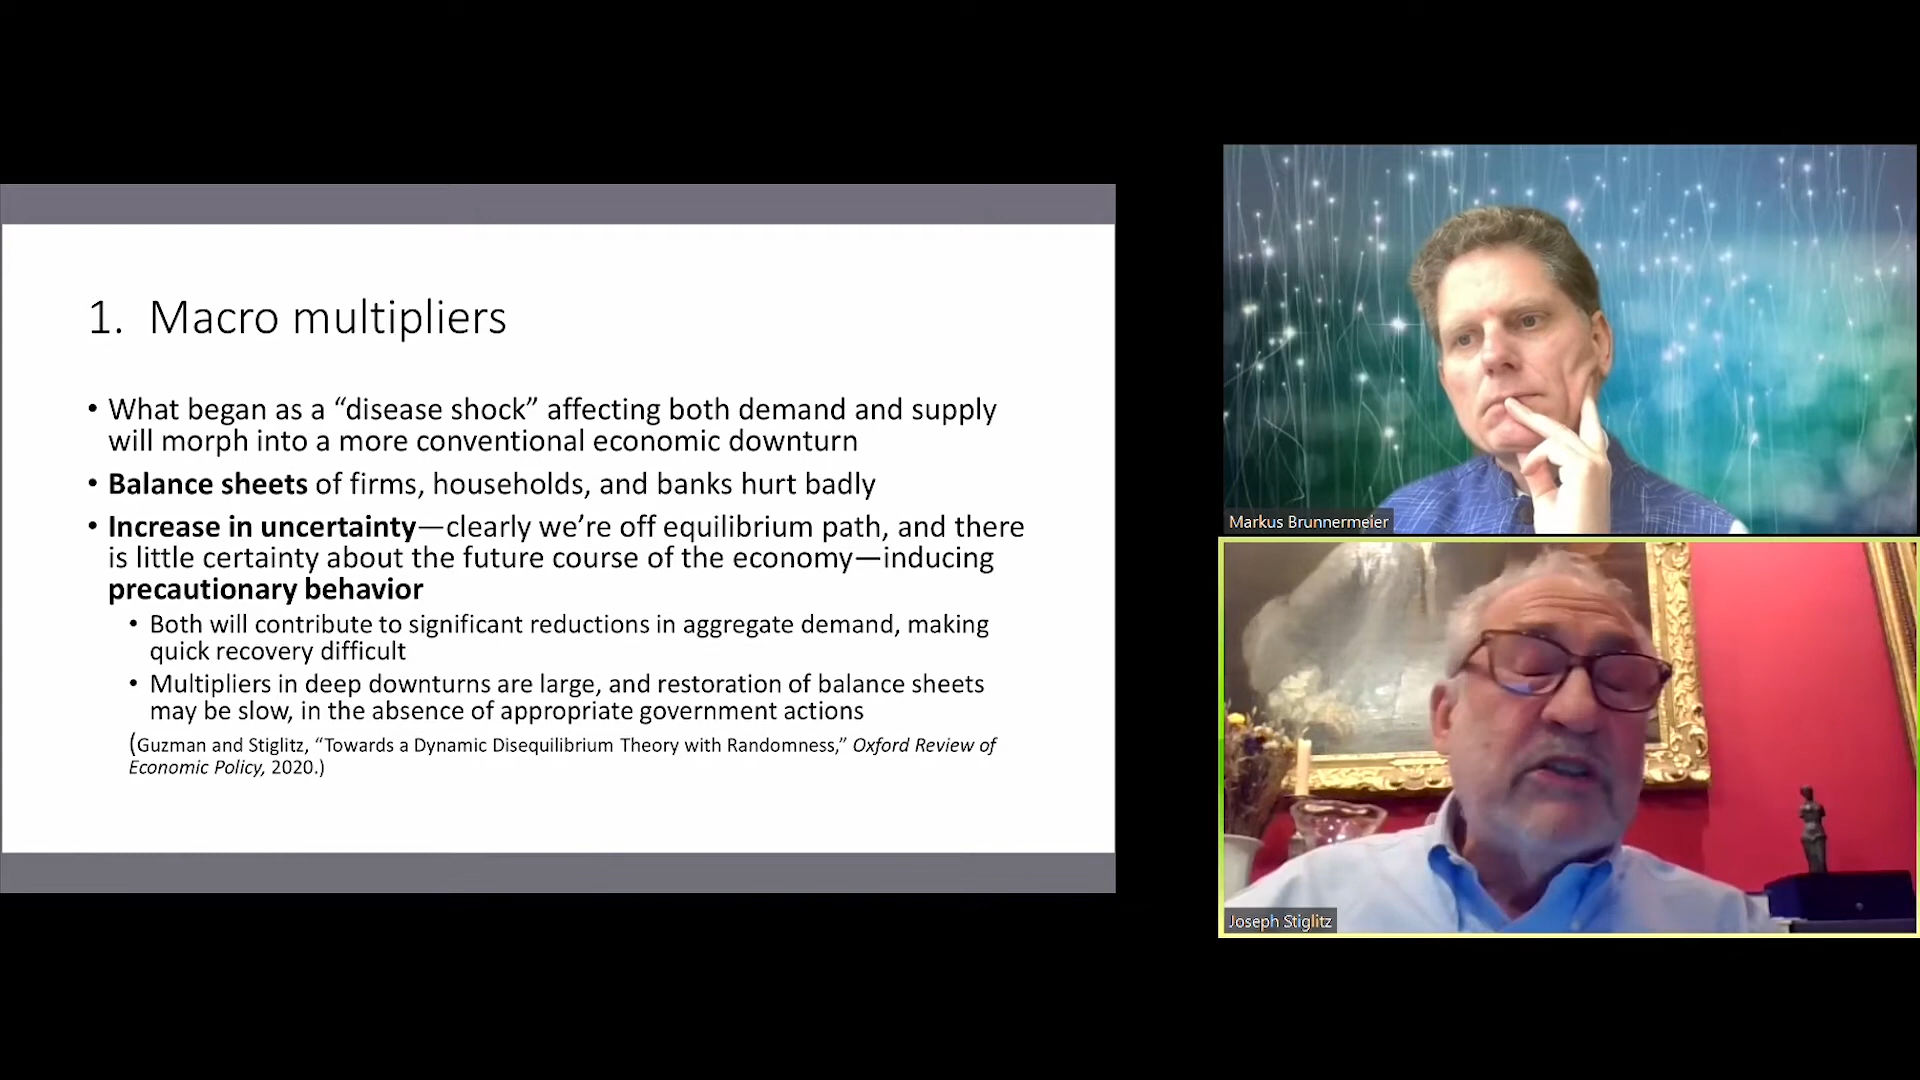 1. Macro multipliers
• What began as a “disease shock” affecting both demand and supply
will morph into a more conventional economic downturn
• Balance sheets of firms, households, and banks hurt badly
• Increase in uncertainty—clearly we’re off equilibrium path, and there
is little certainty about the future course of the economy—inducing
precautionary behavior
• Both will contribute to significant reductions in aggregate demand, making
quick recovery difficult
• Multipliers in deep downturns are large, and restoration of balance sheets
may be slow, in the absence of appropriate government actions
(Guzman and Stiglitz, “Towards a Dynamic Disequilibrium Theory with Randomness,” Oxford Review of
Economic Policy, 2020.)
Markus Brunnermeier
Joseph Stiglitz